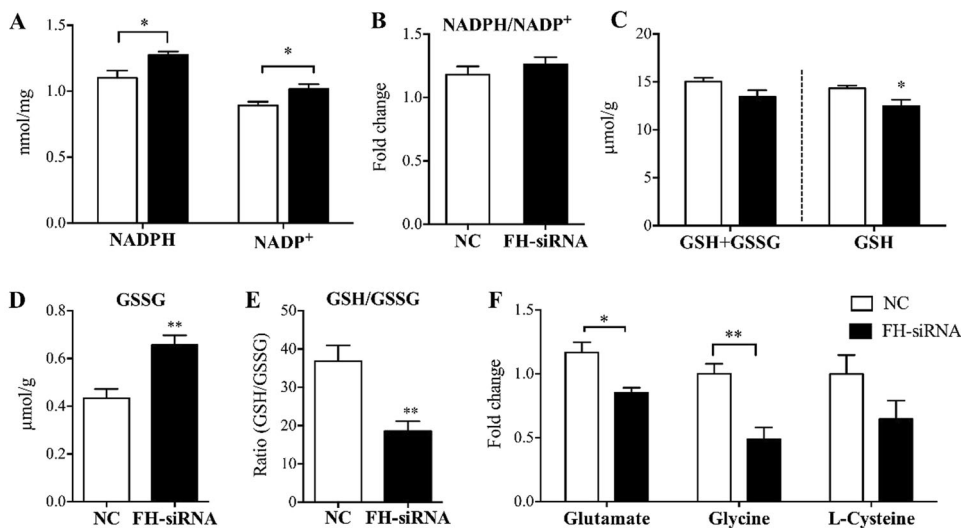 A
nmol/mg
1.5
1.0
0.5
0.0
*
*
NADPH
NADP+
B
NADPH/NADP+
Fold change
1.5
1.0
0.5
0.0
NC
FH-siRNA
C
μmol/g
20
15
10
5
0
*
GSH+GSSG
GSH
D
GSSG
μmol/g
0.8
0.6
0.4
0.2
0.0
**
NC
FH-siRNA
E
GSH/GSSG
Ratio (GSH/GSSG)
50
40
30
20
10
0
**
NC
FH-siRNA
F
NC
FH-siRNA
Fold change
1.5
1.0
0.5
0.0
*
**
Glutamate
Glycine
L-Cysteine